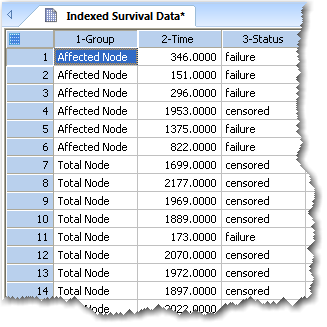 Indexed Survival Data*
1-Group 2-Time 3-Status
1 Affected Node 346.0000 failure
2 Affected Node 151.0000 failure
3 Affected Node 296.0000 failure
4 Affected Node 1953.0000 censored
5 Affected Node 1375.0000 failure
6 Affected Node 822.0000 failure
7 Total Node 1699.0000 censored
8 Total Node 2177.0000 censored
9 Total Node 1969.0000 censored
10 Total Node 1889.0000 censored
11 Total Node 173.0000 failure
12 Total Node 2070.0000 censored
13 Total Node 1972.0000 censored
14 Total Node 1897.0000 censored
Node 2022.0000